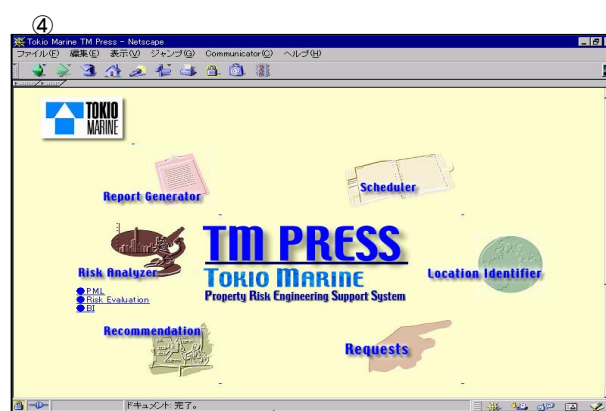 ④
Tokio Marine TM Press - Netscape
ファイル(F) 編集(E) 表示(V) ジャンプ(G) Communicator(C) ヘルプ(H)
TOKIO
MARINE
Report Generator
Scheduler
TM PRESS
Risk Analyzer
TOKIO MARINE
Location Identifier
PML
Risk Evaluation
BI
Property Risk Engineering Support System
Recommendation
Requests
ドキュメント: 完了。